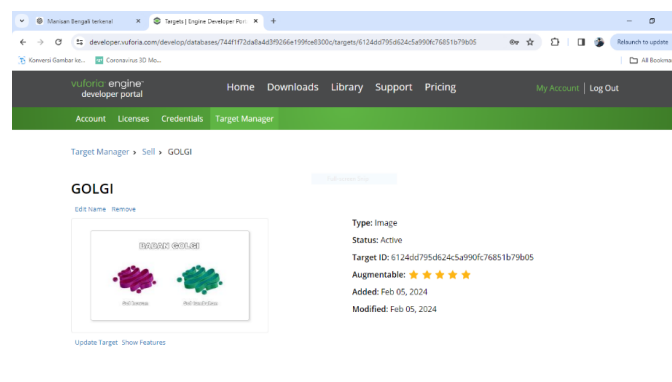 Manisan Bengali terkenal
Targets | Engine Developer Port
developer.vuforia.com/develop/databases/744f1f72da8a4d3f9266e199fce8300c/targets/6124dd795d624c5a990fc76851b79b05
Relaunch to update
Konversi Gambar ke...
Coronavirus 3D Mo...
All Bookma
vuforia engine
developer portal
Home Downloads Library Support Pricing
My Account | Log Out
Account Licenses Credentials Target Manager
Target Manager > Sell > GOLGI
GOLGI
Edit Name Remove
BADAN GOLGI
Type: Image
Status: Active
Target ID: 6124dd795d624c5a990fc76851b79b05
Augmentable:
Added: Feb 05, 2024
Modified: Feb 05, 2024
Update Target Show Features